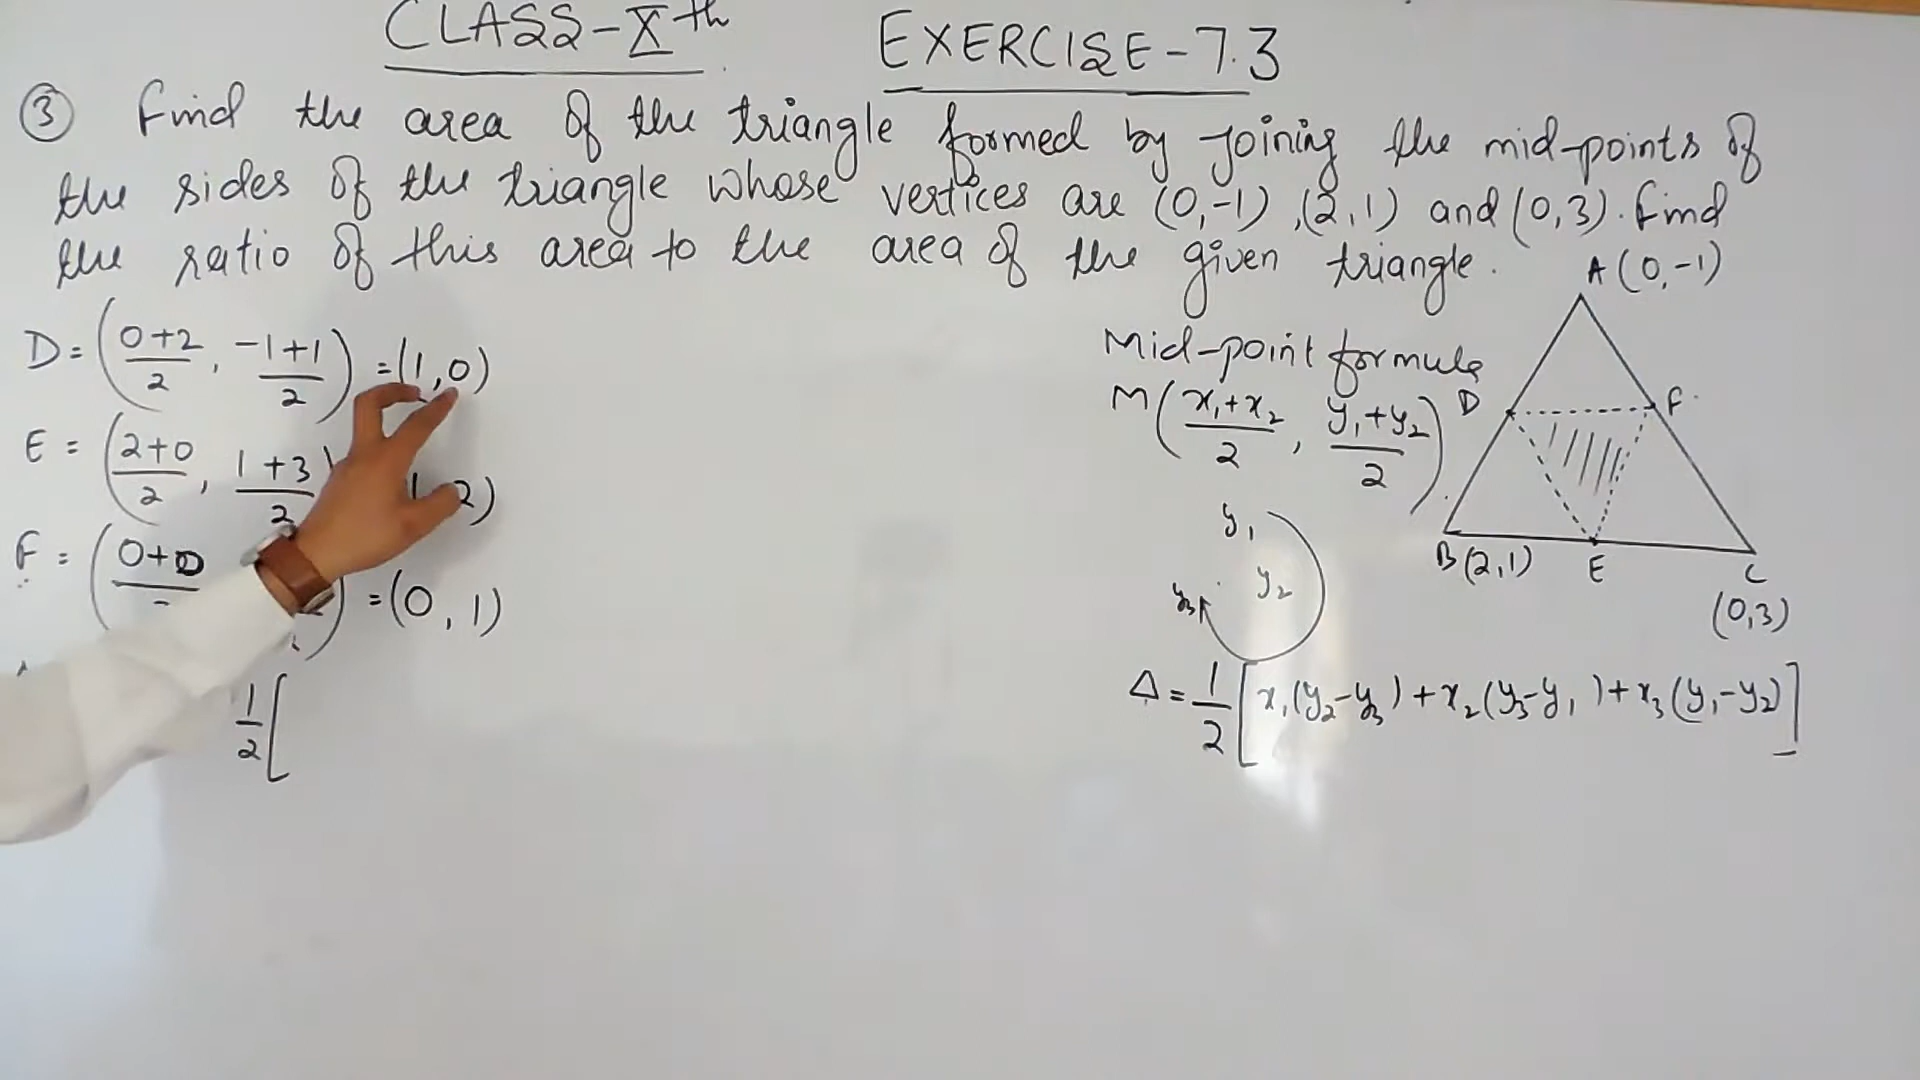 CLASS-Xth
EXERCISE-7.3
③ Find the area of the triangle formed by joining the mid-points of
the sides of the triangle whose vertices are (0,-1),(2,1) and (0,3). Find
the ratio of this area to the area of the given triangle.
D = (0+2/2, -1+1/2) = (1,0)
E = (2+0/2, 1+3/2) 2)
F = (0+0/ ) = (0,1)
1/2 [
Mid-point formula
M (x₁+x₂/2, y₁+y₂/2)
A (0,-1)
D
F
B (2,1)
E
C
(0,3)
y₁
y₂
y₃
Δ = 1/2 [x₁(y₂-y₃)+x₂(y₃-y₁)+x₃(y₁-y₂)]